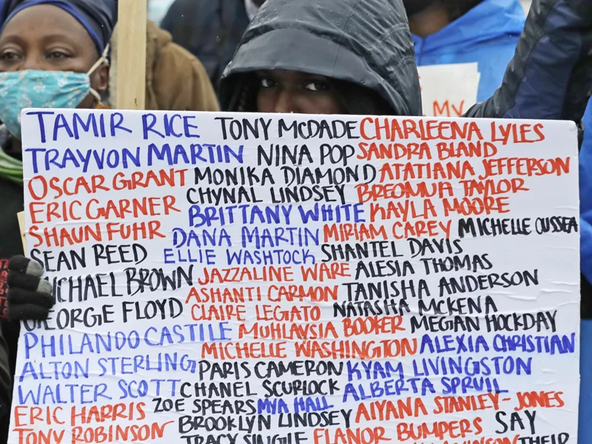 MY
TAMIR RICE TONY MCDADE CHARLEENA LYLES
TRAYVON MARTIN NINA POP SANDRA BLAND
OSCAR GRANT MONIKA DIAMOND ATATIANA JEFFERSON
ERIC GARNER CHYNAL LINDSEY BREONNA TAYLOR
SHAUN FUHR BRITTANY WHITE KAYLA MOORE
DANA MARTIN MIRIAM CAREY MICHELLE CUSSEA
SEAN REED ELLIE WASHTOCK SHANTEL DAVIS
MICHAEL BROWN JAZZALINE WARE ALESIA THOMAS
ASHANTI CARMON TANISHA ANDERSON
GEORGE FLOYD CLAIRE LEGATO NATASHA MCKENA
PHILANDO CASTILE MUHLAYSIA BOOKER MEGAN HOCKDAY
MICHELLE WASHINGTON ALEXIA CHRISTIAN
ALTON STERLING PARIS CAMERON KYAM LIVINGSTON
WALTER SCOTT CHANEL SCURLOCK ALBERTA SPRUIL
ERIC HARRIS ZOE SPEARS MYA HALL AIYANA STANLEY-JONES
TONY ROBINSON BROOKLYN LINDSEY ELANOR BUMPERS SAY
TRACY SINGLE THEIR